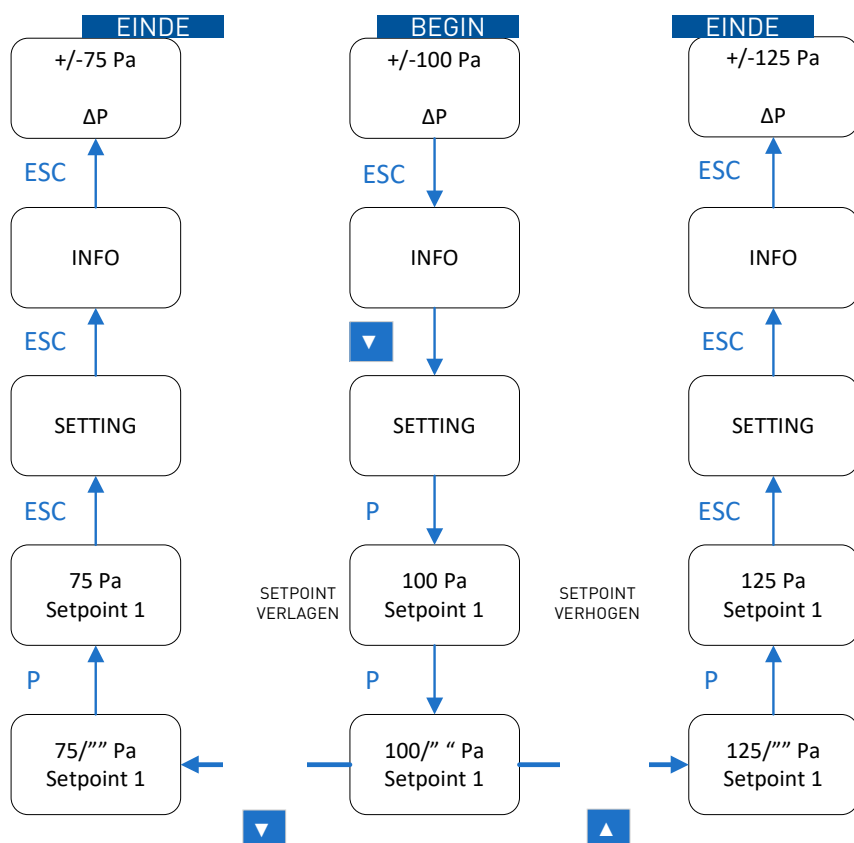 EINDE
BEGIN
EINDE
+/-75 Pa
ΔP
+/-100 Pa
ΔP
+/-125 Pa
ΔP
ESC
ESC
ESC
INFO
INFO
INFO
ESC
▼
ESC
SETTING
SETTING
SETTING
ESC
P
ESC
75 Pa
Setpoint 1
SETPOINT
VERLAGEN
100 Pa
Setpoint 1
SETPOINT
VERHOGEN
125 Pa
Setpoint 1
P
P
P
75/”” Pa
Setpoint 1
100/” “ Pa
Setpoint 1
125/”” Pa
Setpoint 1
▼
▲